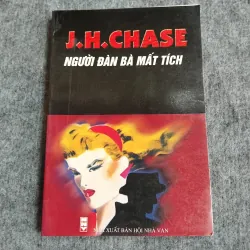 J.H.CHASE
NGƯỜI ĐÀN BÀ MẤT TÍCH
NHÀ XUẤT BẢN HỘI NHÀ VĂN